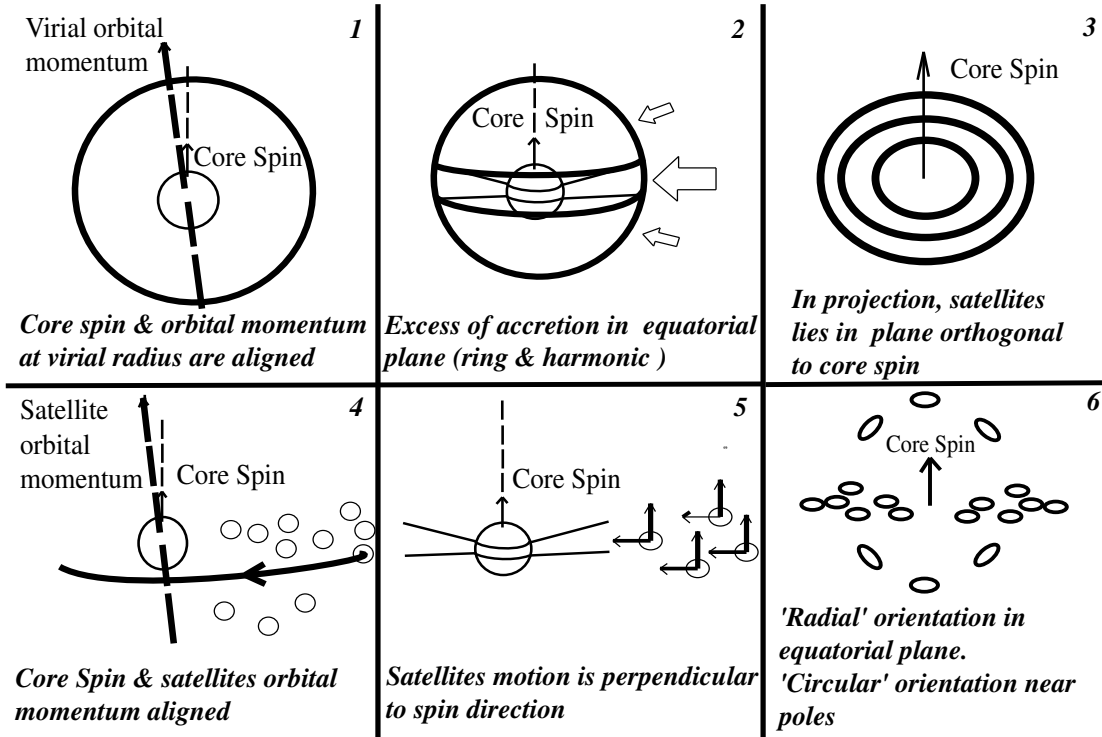 Virial orbital
momentum
1
Core Spin
Core spin & orbital momentum
at virial radius are aligned
2
Core Spin
Excess of accretion in equatorial
plane (ring & harmonic )
3
Core Spin
In projection, satellites
lies in plane orthogonal
to core spin
4
Satellite
orbital
momentum
Core Spin
Core Spin & satellites orbital
momentum aligned
5
Core Spin
Satellites motion is perpendicular
to spin direction
6
Core Spin
'Radial' orientation in
equatorial plane.
'Circular' orientation near
poles